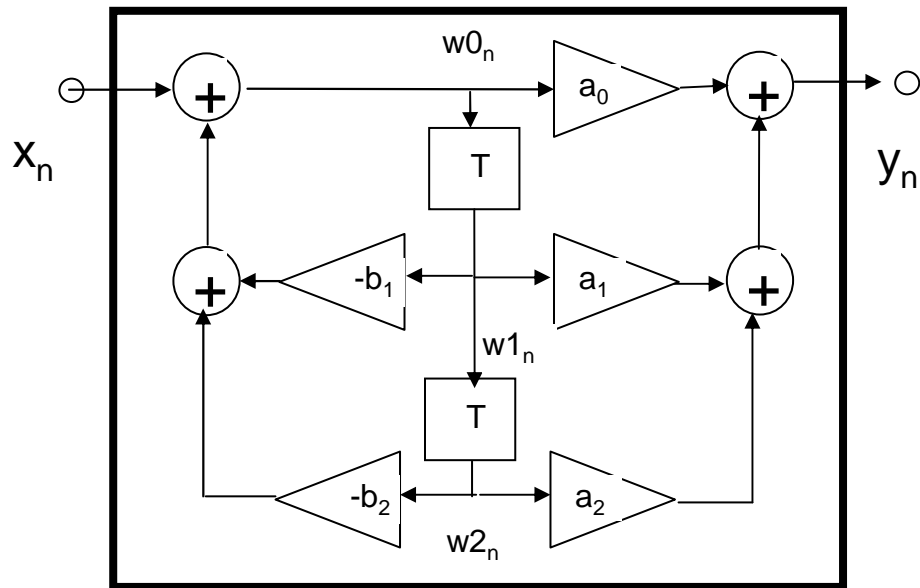 w0ₙ
+
a₀
+
xₙ
T
yₙ
+
-b₁
a₁
+
w1ₙ
T
-b₂
a₂
w2ₙ